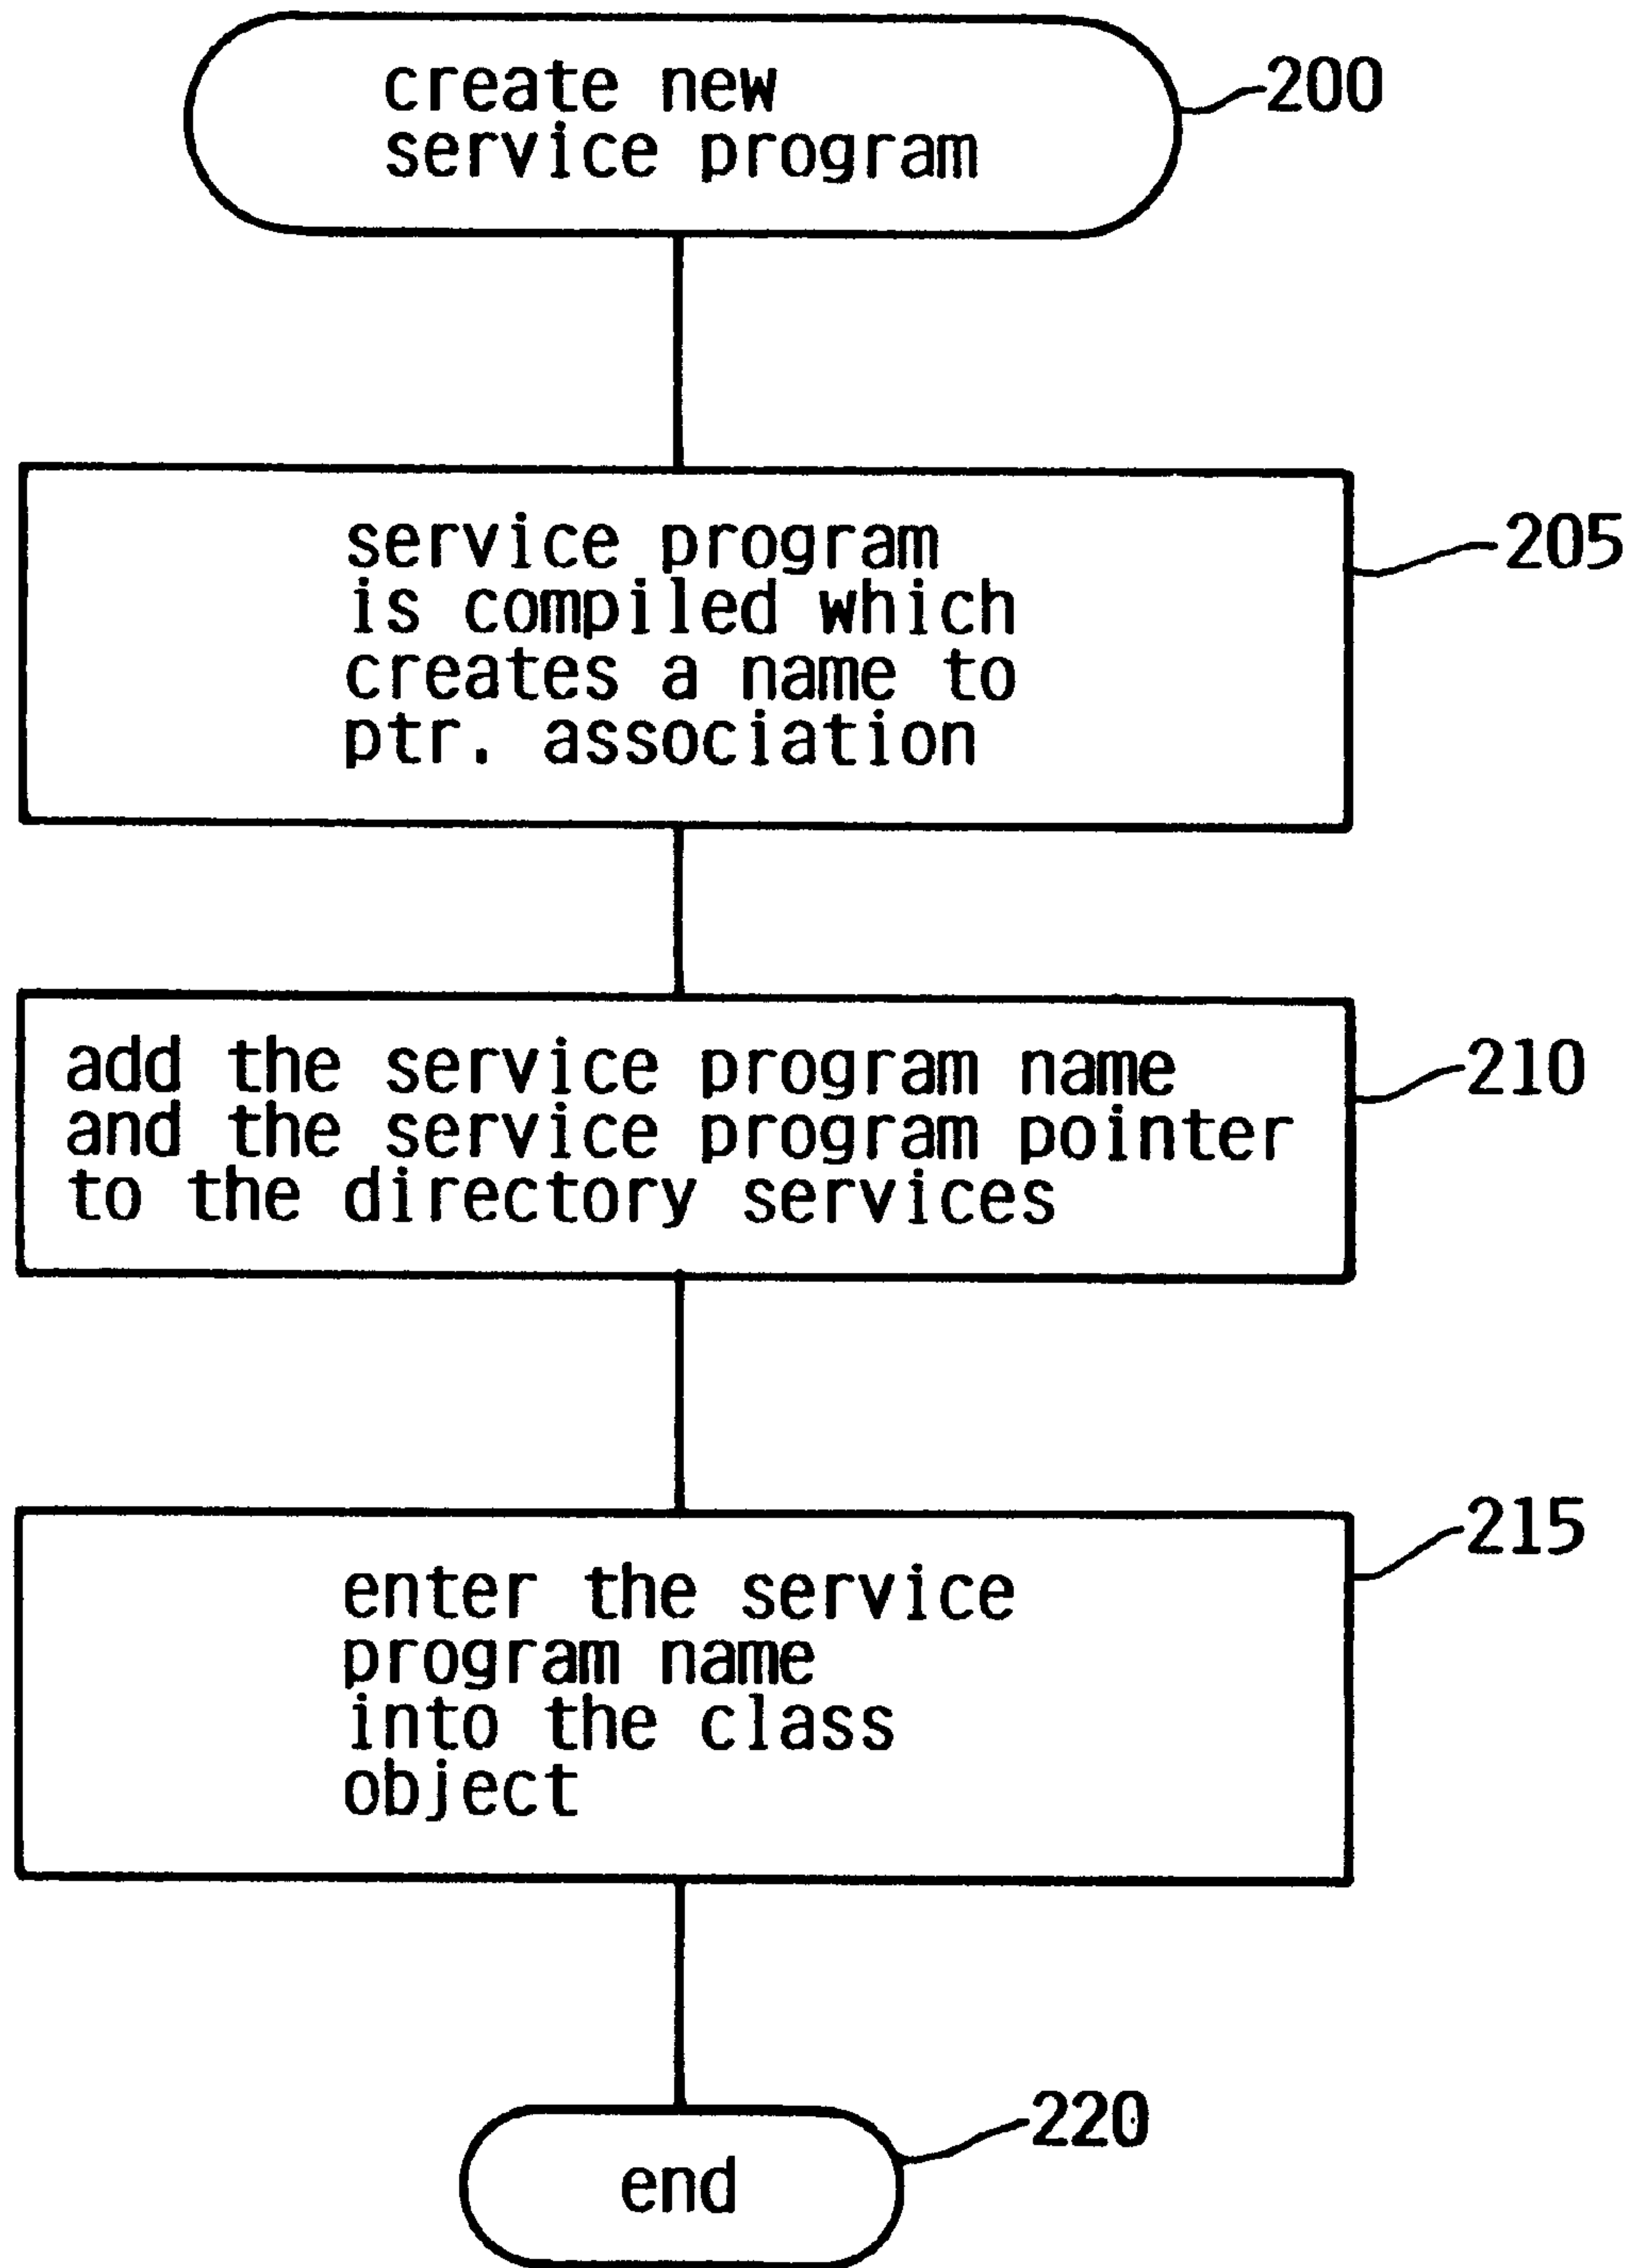 create new
service program
200
service program
is compiled which
creates a name to
ptr. association
205
add the service program name
and the service program pointer
to the directory services
210
enter the service
program name
into the class
object
215
end
220